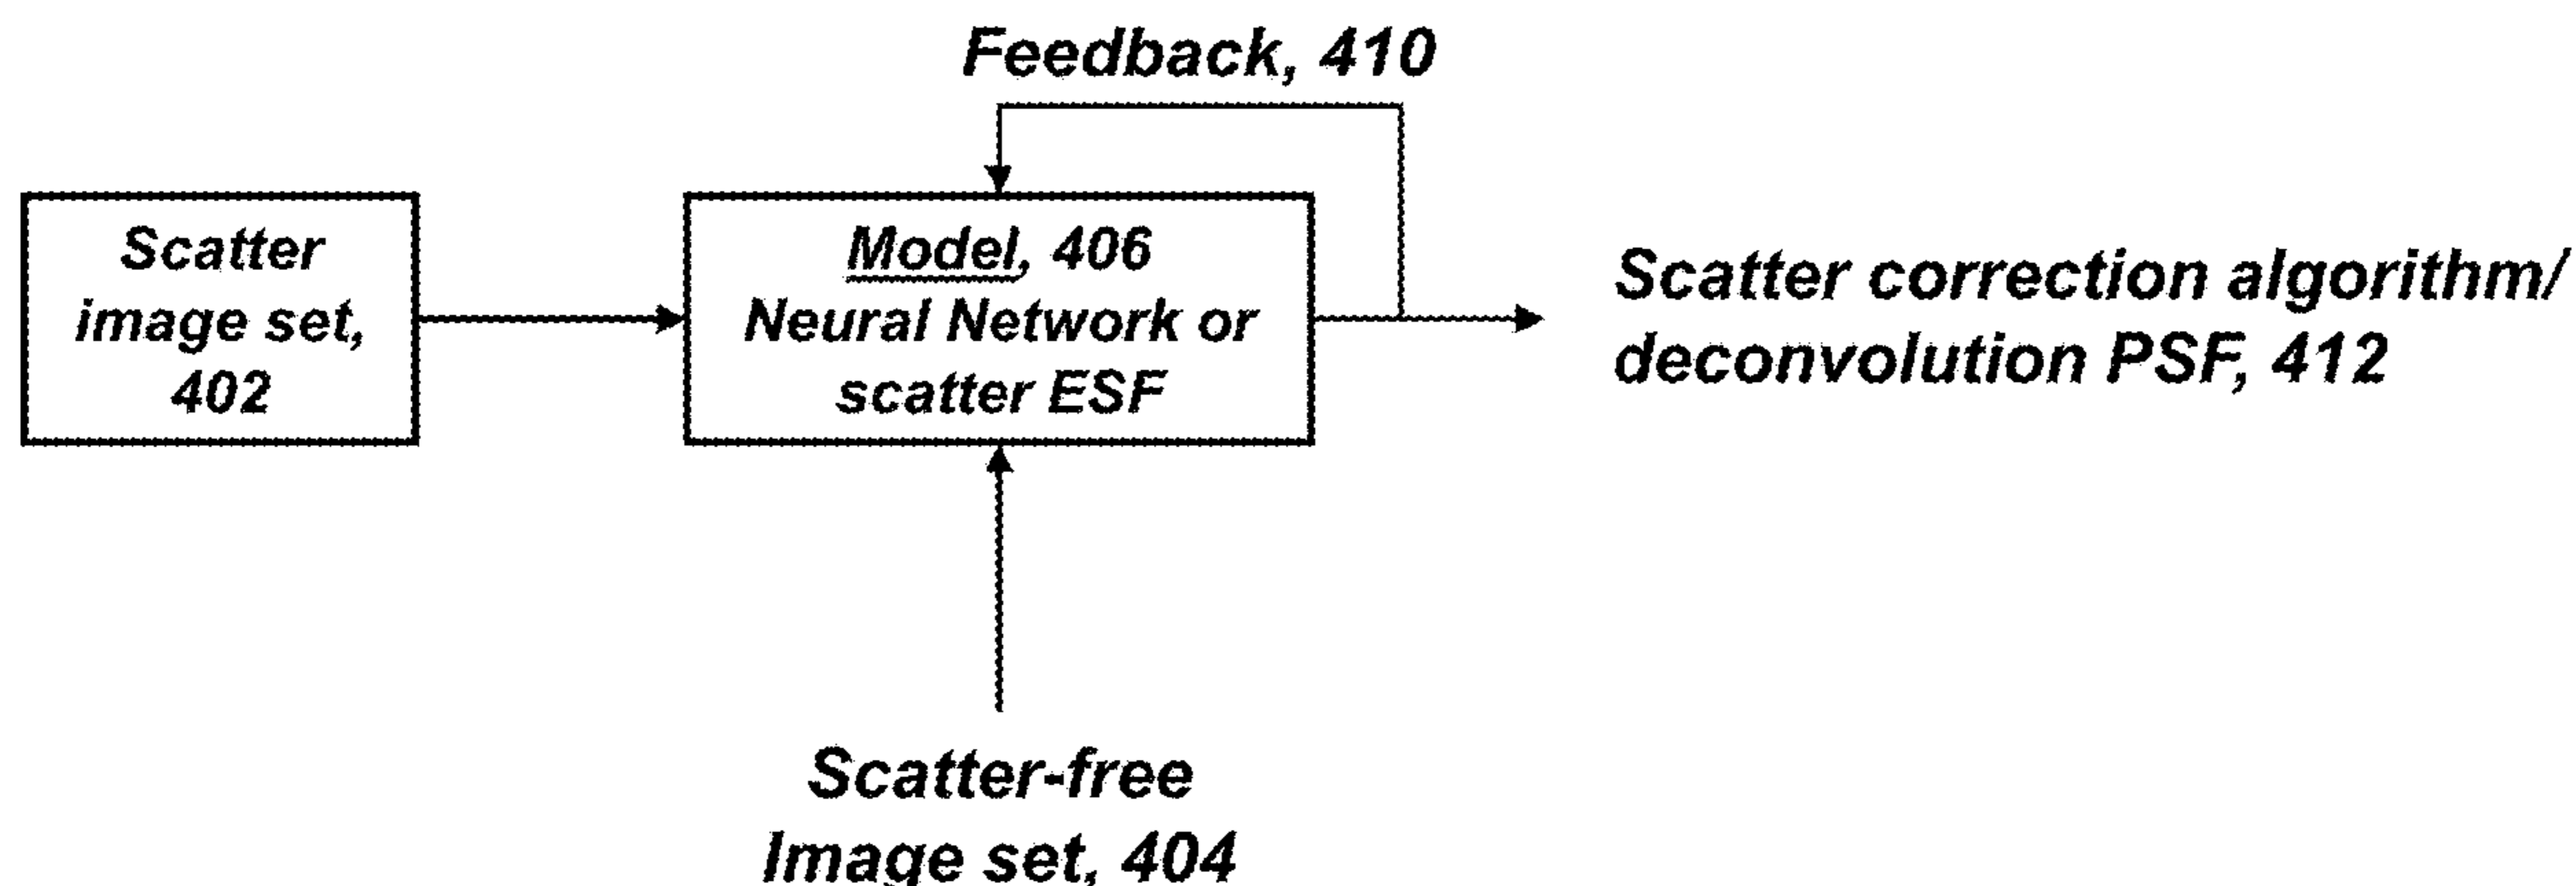 Feedback, 410
Scatter
image set,
402
Model, 406
Neural Network or
scatter ESF
Scatter correction algorithm/
deconvolution PSF, 412
Scatter-free
Image set, 404